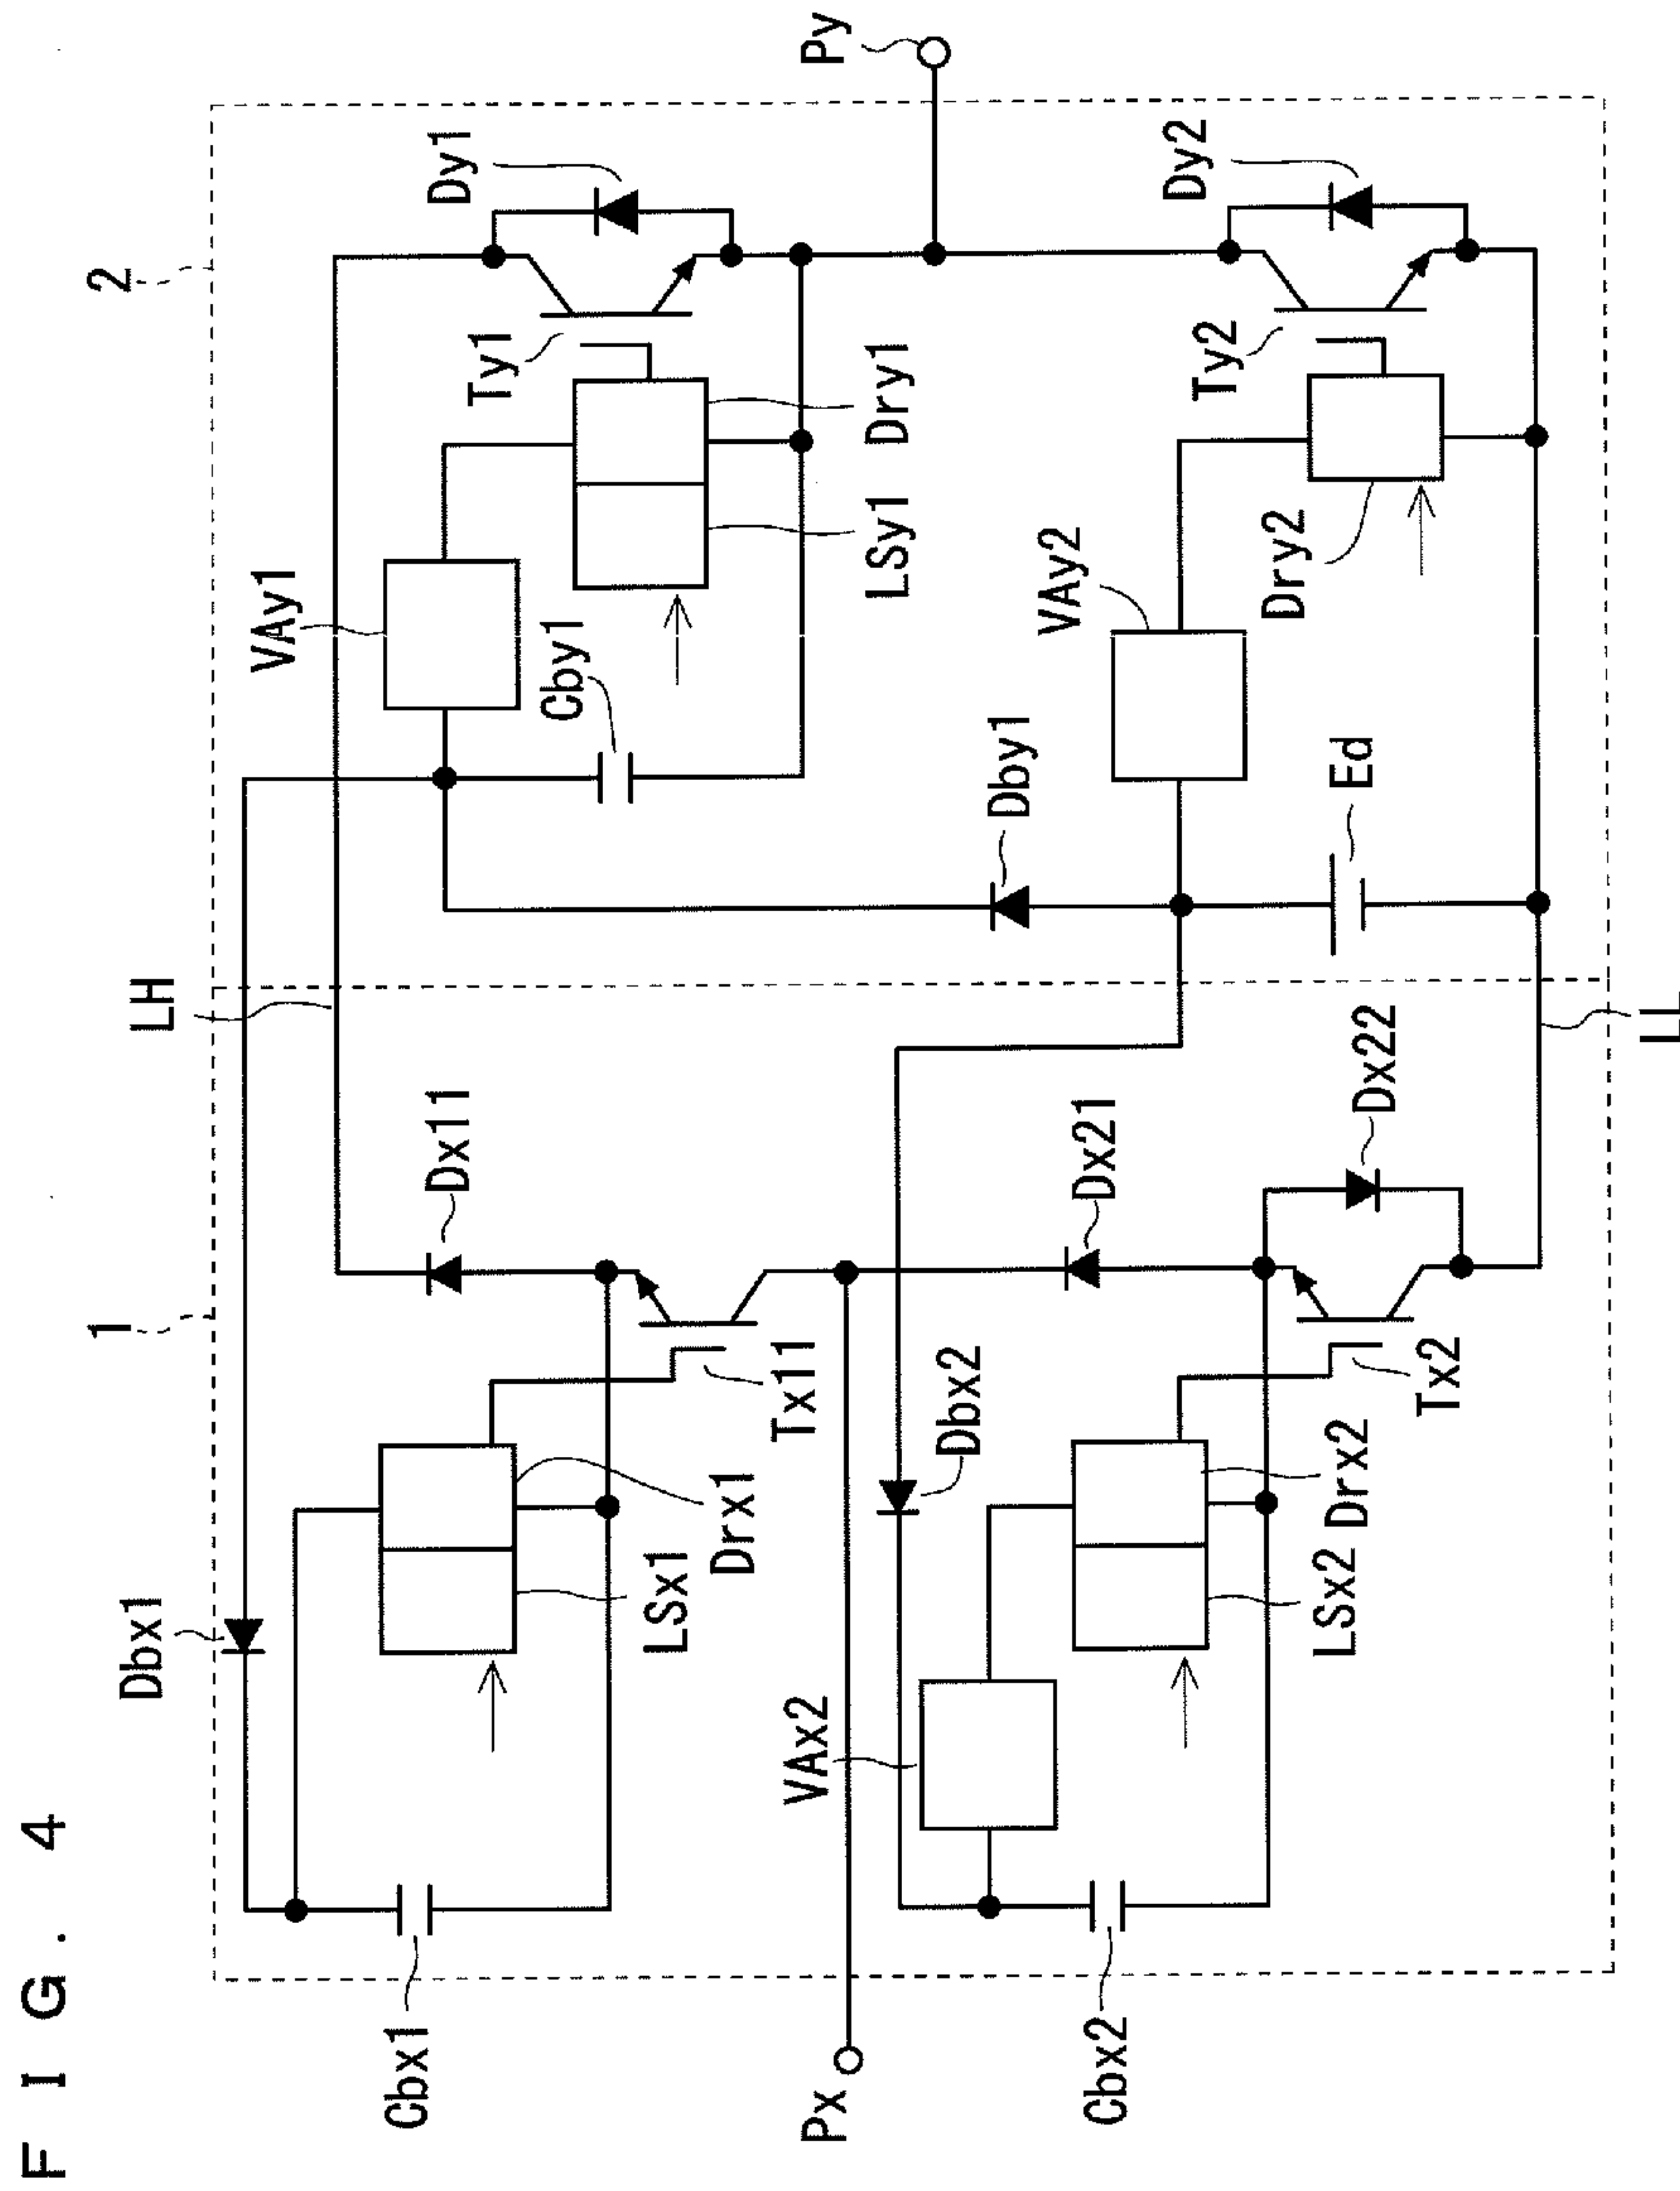 FIG. 4
1
2
Dbx1
LH
VAy1
Dy1
Cbx1
Dx11
Ty1
Cby1
LSx1
Drx1
LSy1
Dry1
Tx11
Px
Py
VAx2
Dbx2
Dby1
VAy2
Dy2
Cbx2
Dx21
Ty2
Dry2
LSx2
Drx2
Ed
Dx22
Tx2
LL